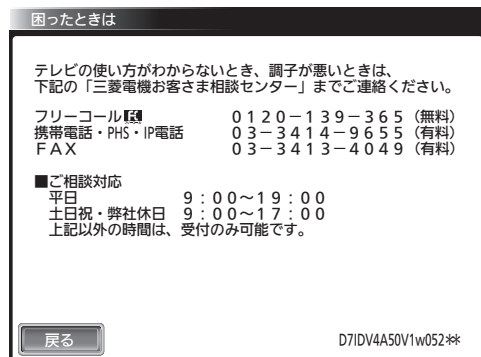 困ったときは
テレビの使い方がわからないとき、調子が悪いときは、
下記の「三菱電機お客さま相談センター」までご連絡ください。
フリーコール 0120−139−365(無料)
携帯電話・PHS・IP電話 03−3414−9655(有料)
FAX 03−3413−4049(有料)
■ご相談対応
平日 9:00〜19:00
土日祝・弊社休日 9:00〜17:00
上記以外の時間は、受付のみ可能です。
戻る D7IDV4A50V1w052**